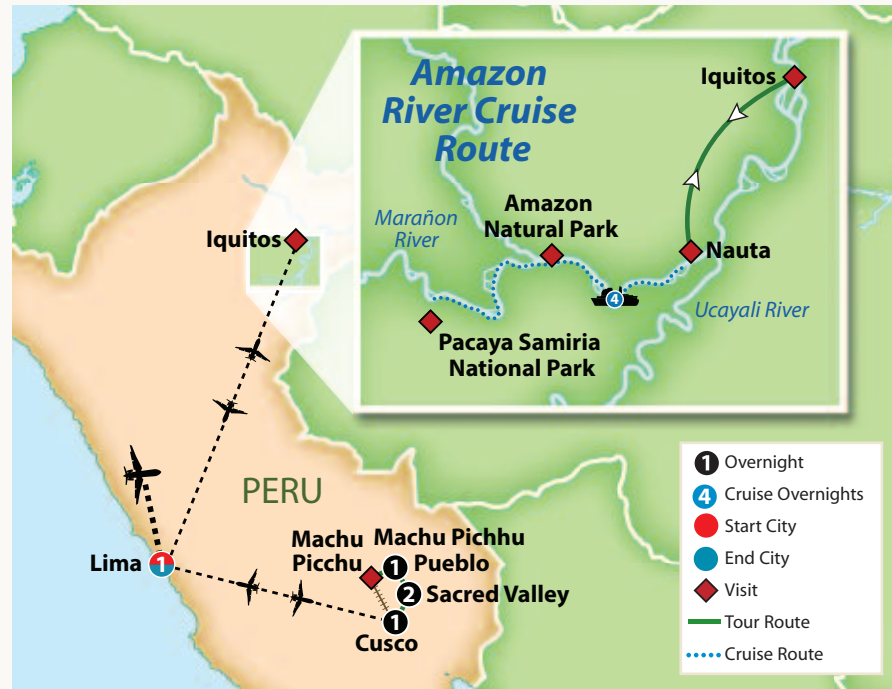 Amazon
River Cruise
Route
Iquitos
Marañon
River
Amazon
Natural Park
Nauta
4
Ucayali River
Pacaya Samiria
National Park
Iquitos
PERU
Lima
1
Machu
Picchu
Machu Pichhu
Pueblo
1
2
Sacred Valley
1
Cusco
1 Overnight
4 Cruise Overnights
Start City
End City
Visit
Tour Route
Cruise Route